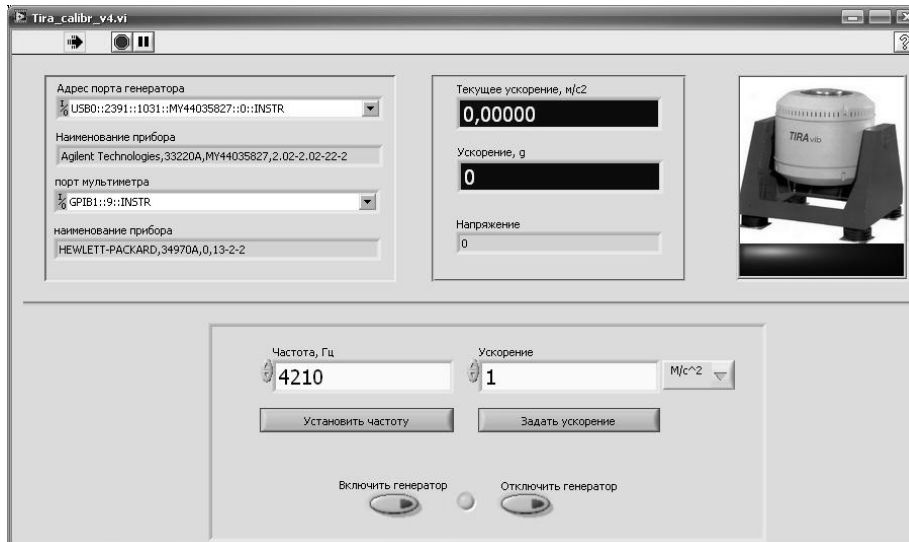 Tira_calibr_v4.vi
Адрес порта генератора
USB0::2391::1031::MY44035827::0::INSTR
Наименование прибора
Agilent Technologies,33220A,MY44035827,2.02-2.02-22-2
порт мультиметра
GPIB1::9::INSTR
наименование прибора
HEWLETT-PACKARD,34970A,0,13-2-2
Текущее ускорение, м/с2
0,00000
Ускорение, g
0
Напряжение
0
TIRAvib
Частота, Гц
4210
Установить частоту
Ускорение
1
М/с^2
Задать ускорение
Включить генератор
Отключить генератор